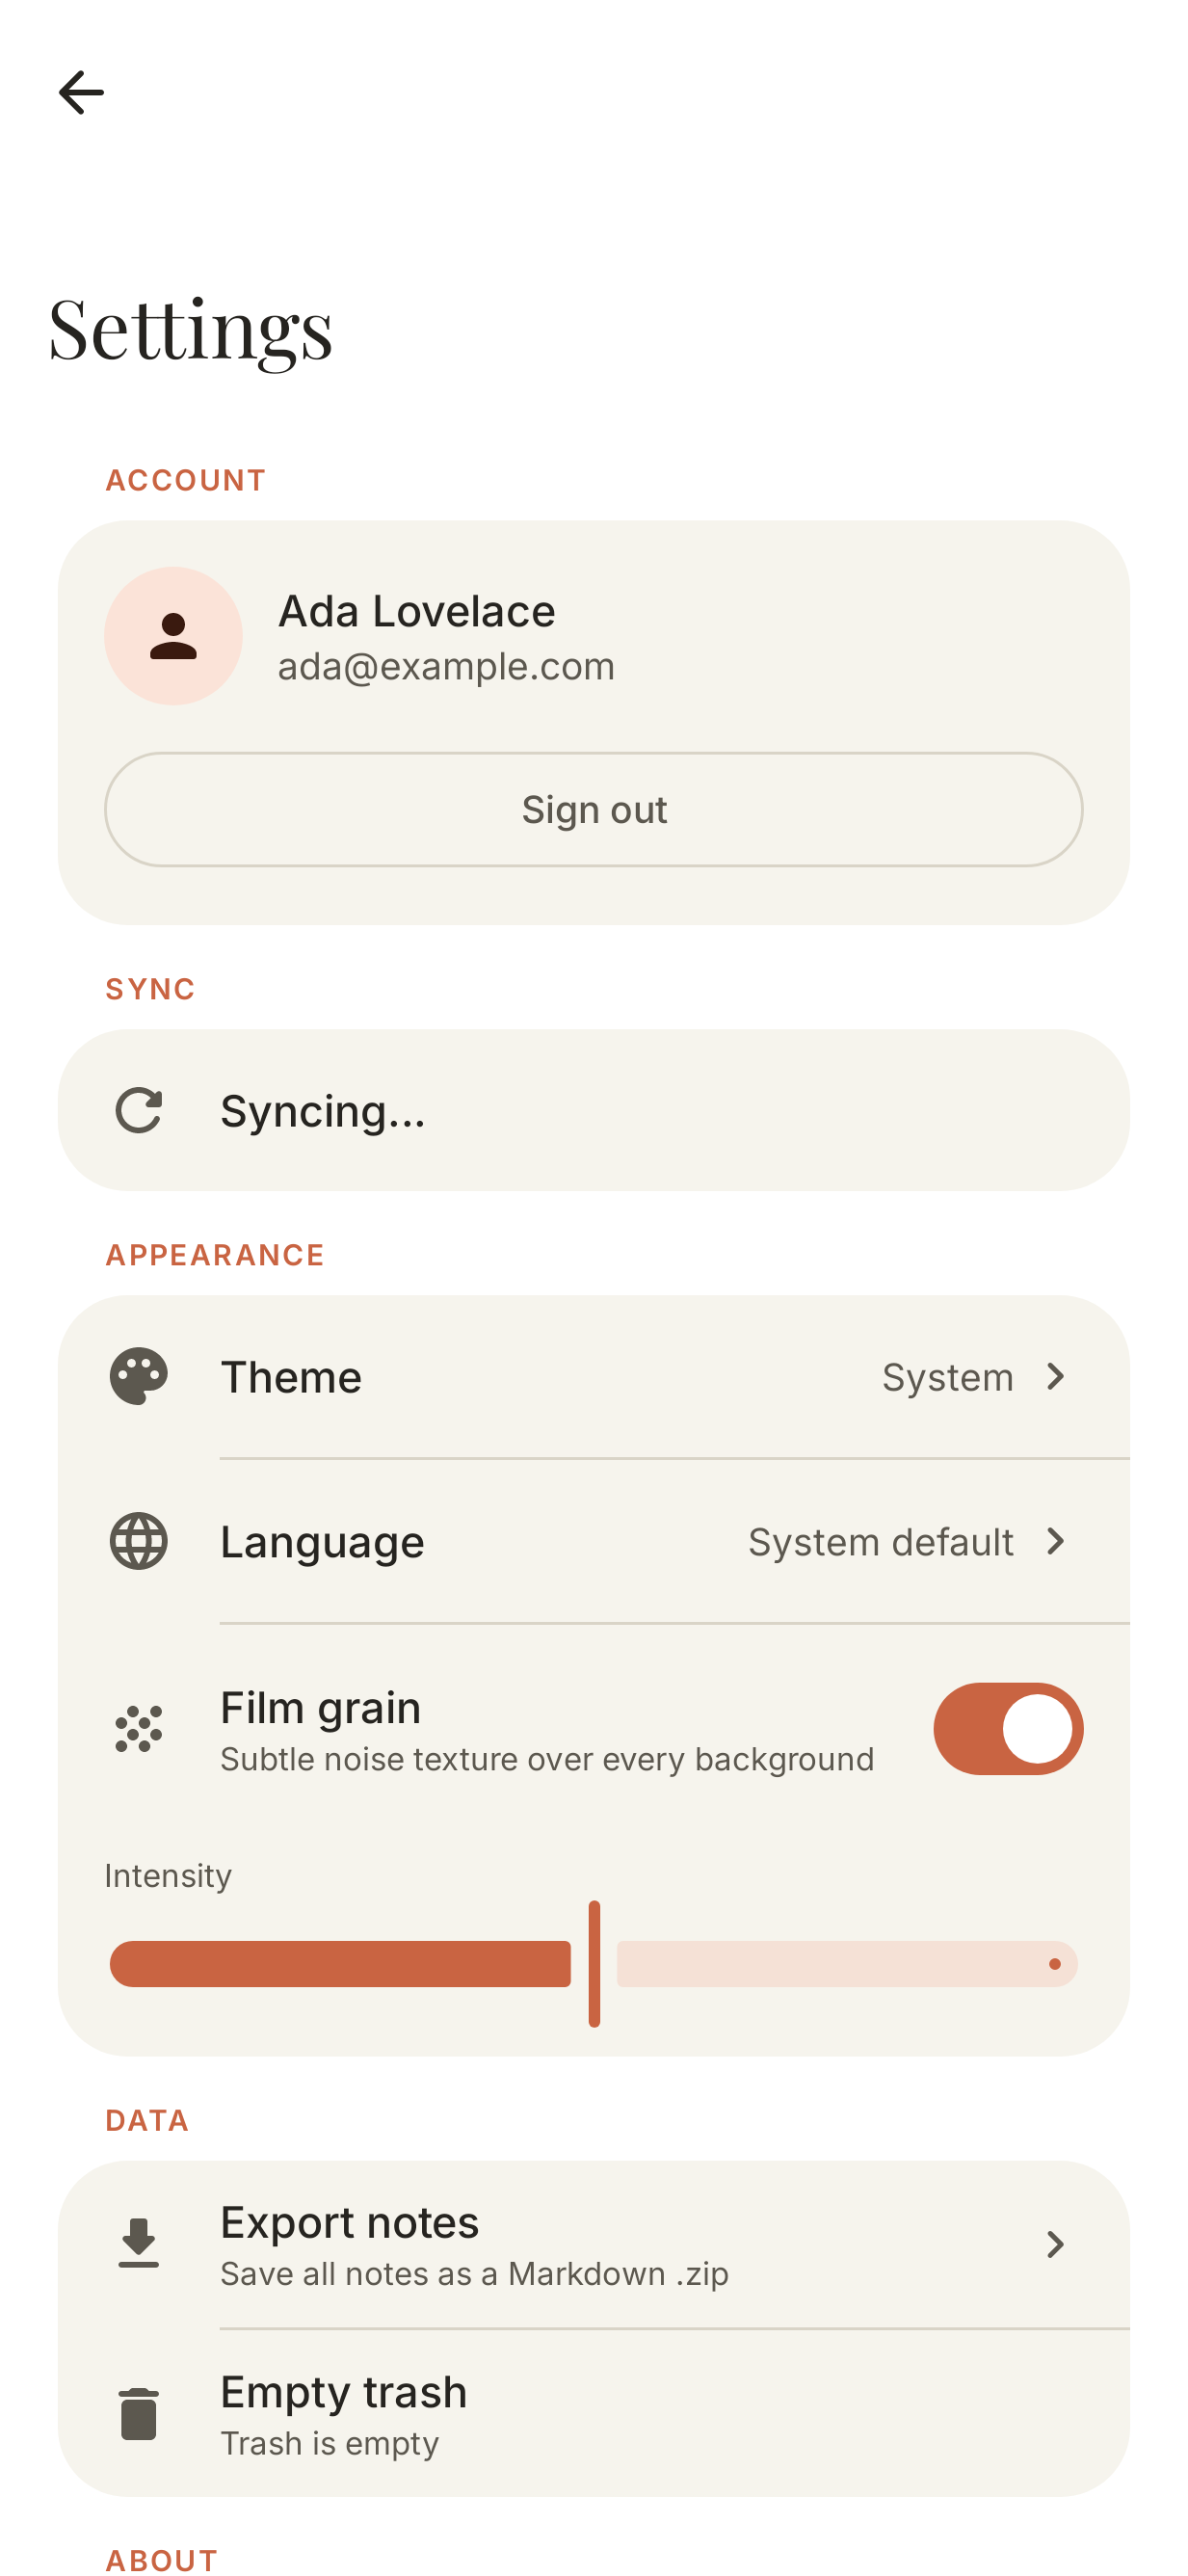 Settings
ACCOUNT
Ada Lovelace
ada@example.com
Sign out
SYNC
Syncing...
APPEARANCE
Theme
System
Language
System default
Film grain
Subtle noise texture over every background
Intensity
DATA
Export notes
Save all notes as a Markdown .zip
Empty trash
Trash is empty
ABOUT